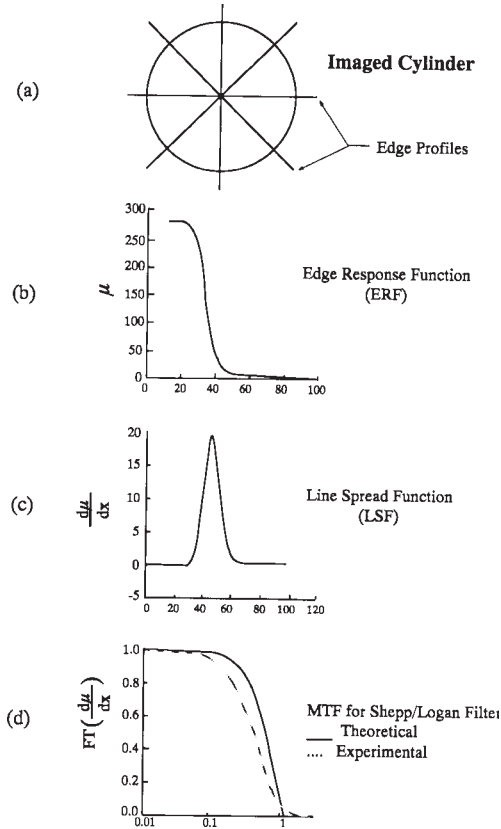 (a)
Imaged Cylinder
Edge Profiles
(b)
μ
300
250
200
150
100
50
0
0 20 40 60 80 100
Edge Response Function
(ERF)
(c)
dμ
dx
20
15
10
5
0
-5
0 20 40 60 80 100 120
Line Spread Function
(LSF)
(d)
FT(dμ/dx)
1.0
0.8
0.6
0.4
0.2
0.0
0.01 0.1 1
MTF for Shepp/Logan Filter
Theoretical
.... Experimental